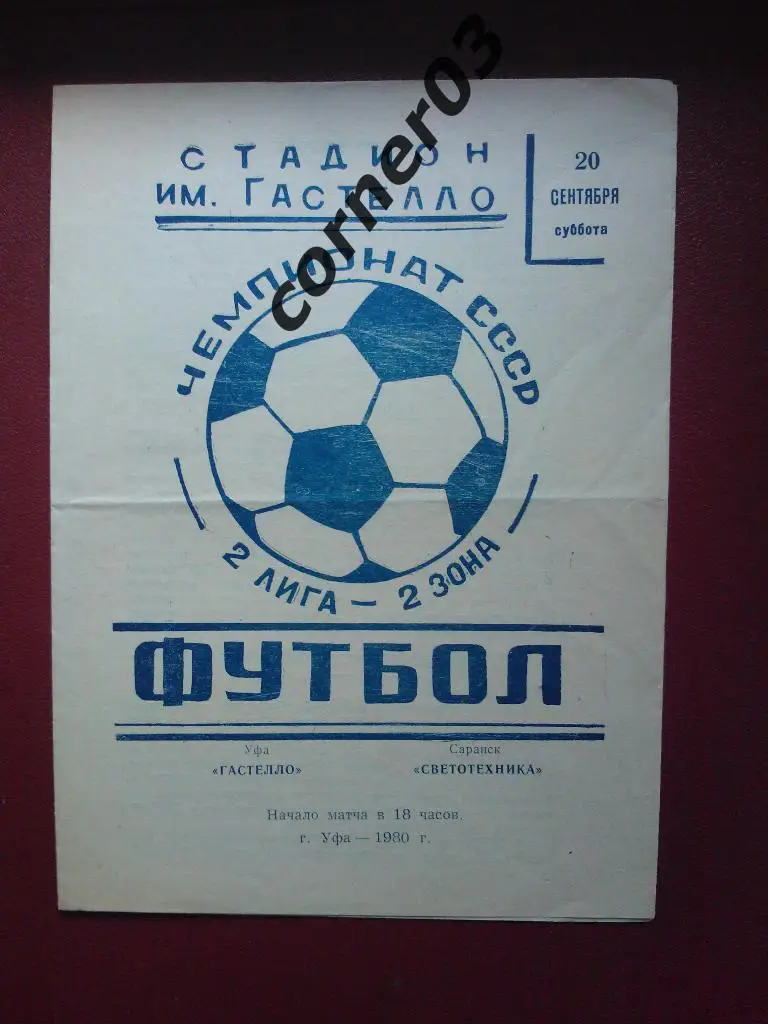 СТАДИОН
ИМ. ГАСТЕЛЛО
20
СЕНТЯБРЯ
суббота
corner03
ЧЕМПИОНАТ СССР
2 ЛИГА — 2 ЗОНА
ФУТБОЛ
Уфа
«ГАСТЕЛЛО»
Саранск
«СВЕТОТЕХНИКА»
Начало матча в 18 часов.
г. Уфа — 1980 г.